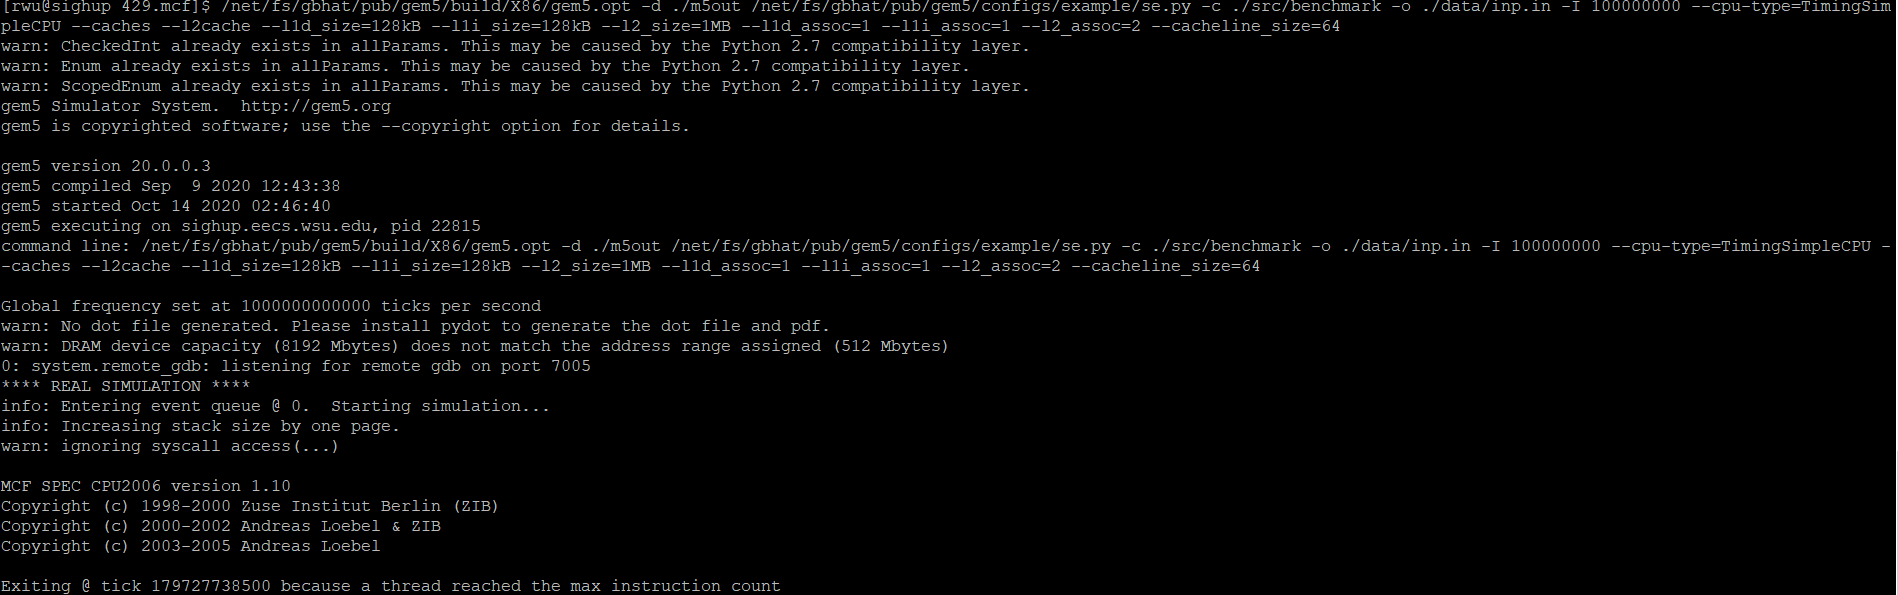 [rwu@sighup 429.mcf]$ /net/fs/gbhat/pub/gem5/build/X86/gem5.opt -d ./m5out /net/fs/gbhat/pub/gem5/configs/example/se.py -c ./src/benchmark -o ./data/inp.in -I 100000000 --cpu-type=TimingSim
pleCPU --caches --l2cache --l1d_size=128kB --l1i_size=128kB --l2_size=1MB --l1d_assoc=1 --l1i_assoc=1 --l2_assoc=2 --cacheline_size=64
warn: CheckedInt already exists in allParams. This may be caused by the Python 2.7 compatibility layer.
warn: Enum already exists in allParams. This may be caused by the Python 2.7 compatibility layer.
warn: ScopedEnum already exists in allParams. This may be caused by the Python 2.7 compatibility layer.
gem5 Simulator System.  http://gem5.org
gem5 is copyrighted software; use the --copyright option for details.

gem5 version 20.0.0.3
gem5 compiled Sep  9 2020 12:43:38
gem5 started Oct 14 2020 02:46:40
gem5 executing on sighup.eecs.wsu.edu, pid 22815
command line: /net/fs/gbhat/pub/gem5/build/X86/gem5.opt -d ./m5out /net/fs/gbhat/pub/gem5/configs/example/se.py -c ./src/benchmark -o ./data/inp.in -I 100000000 --cpu-type=TimingSimpleCPU -
-caches --l2cache --l1d_size=128kB --l1i_size=128kB --l2_size=1MB --l1d_assoc=1 --l1i_assoc=1 --l2_assoc=2 --cacheline_size=64

Global frequency set at 1000000000000 ticks per second
warn: No dot file generated. Please install pydot to generate the dot file and pdf.
warn: DRAM device capacity (8192 Mbytes) does not match the address range assigned (512 Mbytes)
0: system.remote_gdb: listening for remote gdb on port 7005
**** REAL SIMULATION ****
info: Entering event queue @ 0.  Starting simulation...
info: Increasing stack size by one page.
warn: ignoring syscall access(...)

MCF SPEC CPU2006 version 1.10
Copyright (c) 1998-2000 Zuse Institut Berlin (ZIB)
Copyright (c) 2000-2002 Andreas Loebel & ZIB
Copyright (c) 2003-2005 Andreas Loebel

Exiting @ tick 179727738500 because a thread reached the max instruction count